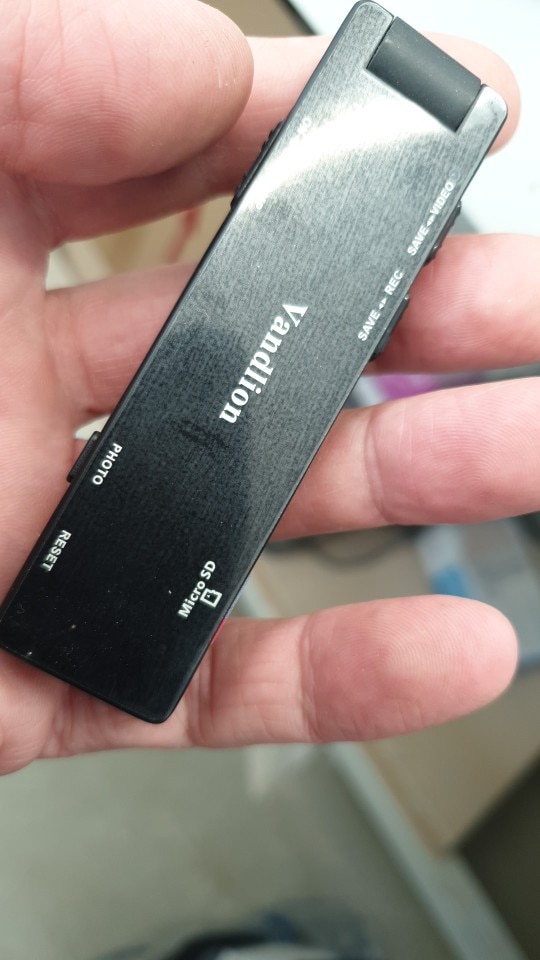 SAVE ◂▸ VIDEO
SAVE ◂▸ REC
Vandlion
PHOTO
RESET
Micro SD